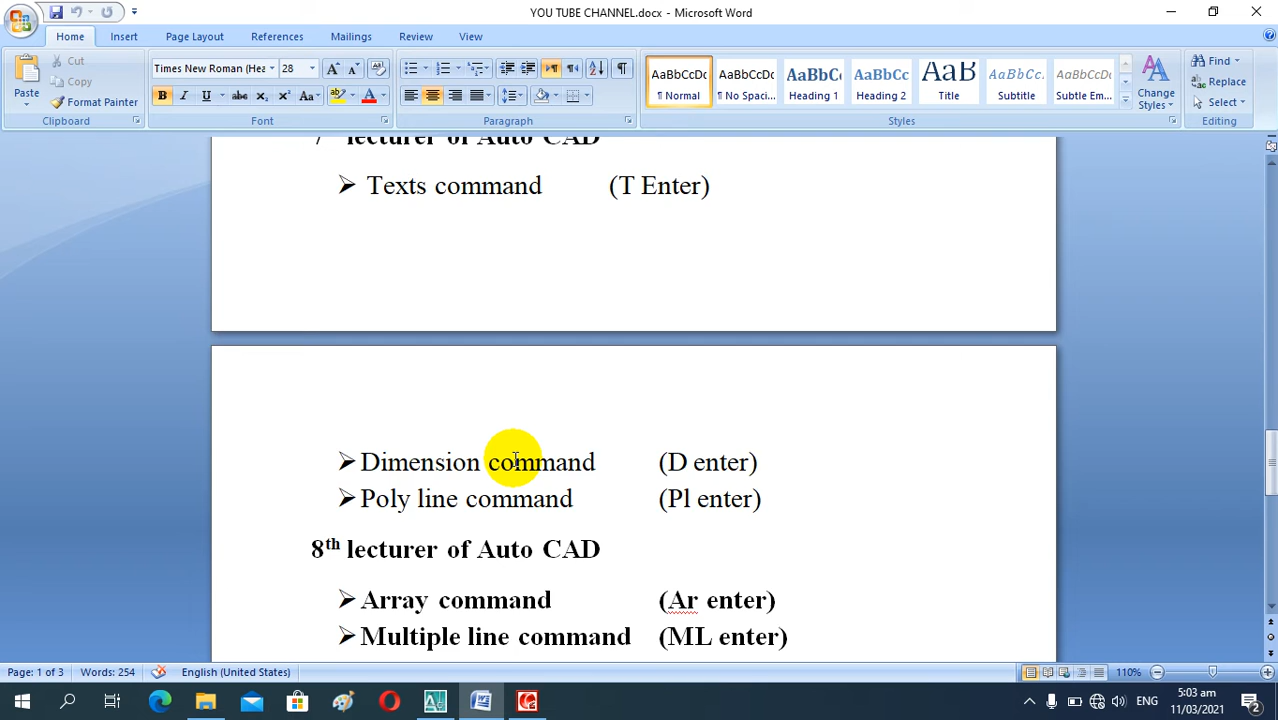 YOU TUBE CHANNEL.docx - Microsoft Word
Home Insert Page Layout References Mailings Review View
Paste Cut Copy Format Painter Clipboard
Times New Roman (Hea 28
Font
Paragraph
AaBbCcDc AaBbCcDc AaBbC AaBbCc AaB AaBbCc. AaBbCcDc
¶ Normal ¶ No Spaci... Heading 1 Heading 2 Title Subtitle Subtle Em...
Change Styles
Styles
Find
Replace
Select
Editing
7 lecturer of Auto CAD
➢ Texts command (T Enter)
➢ Dimension command (D enter)
➢ Poly line command (Pl enter)
8th lecturer of Auto CAD
➢ Array command (Ar enter)
➢ Multiple line command (ML enter)
Page: 1 of 3 Words: 254 English (United States) 110%
ENG 5:03 am
11/03/2021 2